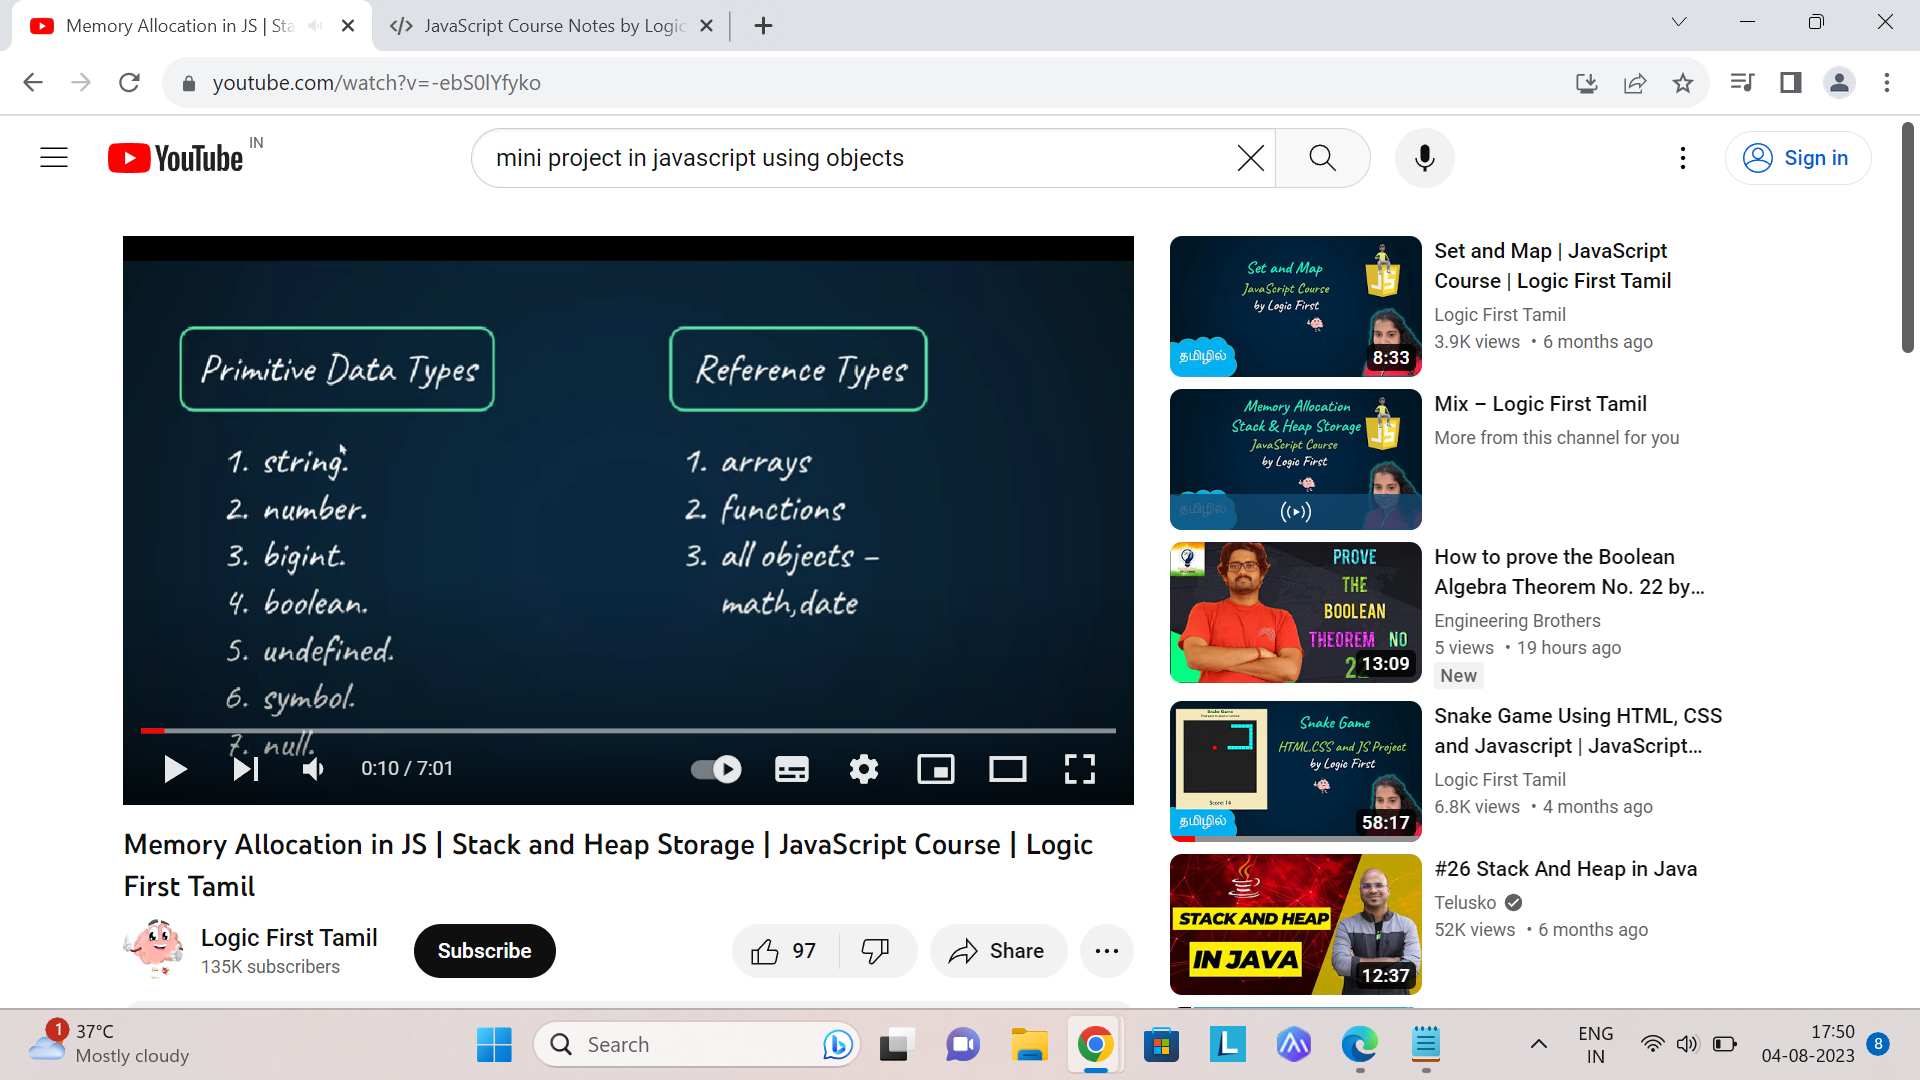 Memory Allocation in JS | Sta
JavaScript Course Notes by Logic
youtube.com/watch?v=-ebS0lYfyko
YouTube IN
mini project in javascript using objects
Sign in
Primitive Data Types
1. string.
2. number.
3. bigint.
4. boolean.
5. undefined.
6. symbol.
7. null.
Reference Types
1. arrays
2. functions
3. all objects –
math,date
0:10 / 7:01
Memory Allocation in JS | Stack and Heap Storage | JavaScript Course | Logic
First Tamil
Logic First Tamil
135K subscribers
Subscribe
97
Share
Set and Map
JavaScript Course
by Logic First
JS
தமிழில்
8:33
Set and Map | JavaScript
Course | Logic First Tamil
Logic First Tamil
3.9K views • 6 months ago
Memory Allocation
Stack & Heap Storage
JavaScript Course
by Logic First
JS
தமிழில்
Mix – Logic First Tamil
More from this channel for you
PROVE
THE
BOOLEAN
THEOREM NO
13:09
How to prove the Boolean
Algebra Theorem No. 22 by...
Engineering Brothers
5 views • 19 hours ago
New
Snake Game
Snake Game
HTML,CSS and JS Project
by Logic First
Score: 14
தமிழில்
58:17
Snake Game Using HTML, CSS
and Javascript | JavaScript...
Logic First Tamil
6.8K views • 4 months ago
STACK AND HEAP
IN JAVA
12:37
#26 Stack And Heap in Java
Telusko
52K views • 6 months ago
1
37°C
Mostly cloudy
Search
L
ENG
IN
17:50
04-08-2023
8